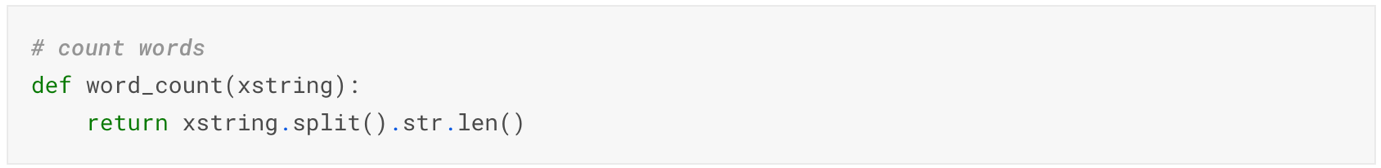 # count words
def word_count(xstring):
    return xstring.split().str.len()